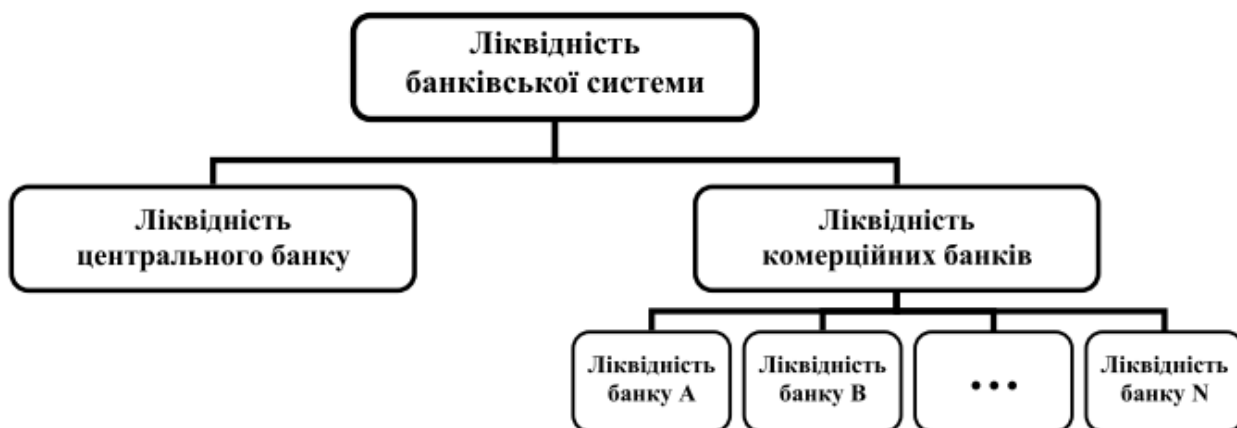 Ліквідність
банківської системи
Ліквідність
центрального банку
Ліквідність
комерційних банків
Ліквідність
банку A
Ліквідність
банку B
...
Ліквідність
банку N